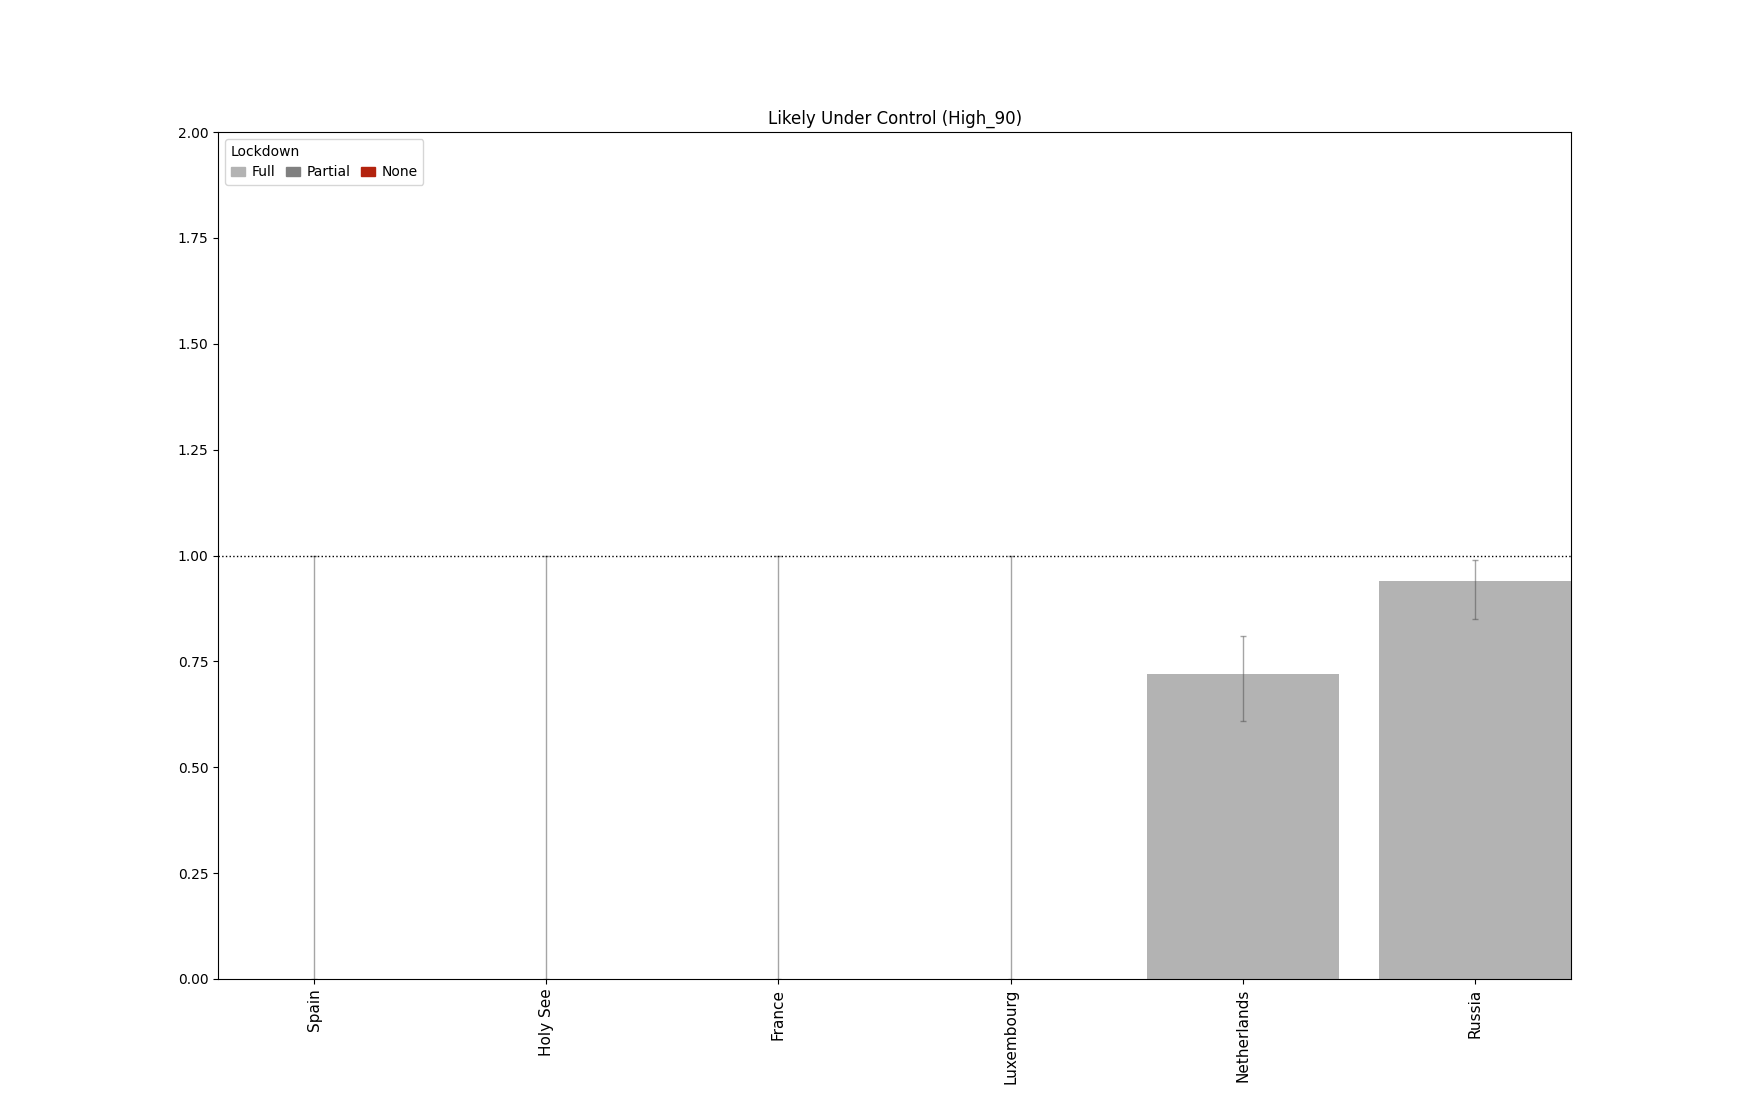 Likely Under Control (High_90)
2.00
Lockdown
Full Partial None
1.75
1.50
1.25
1.00
0.75
0.50
0.25
0.00
Spain
Holy See
France
Luxembourg
Netherlands
Russia